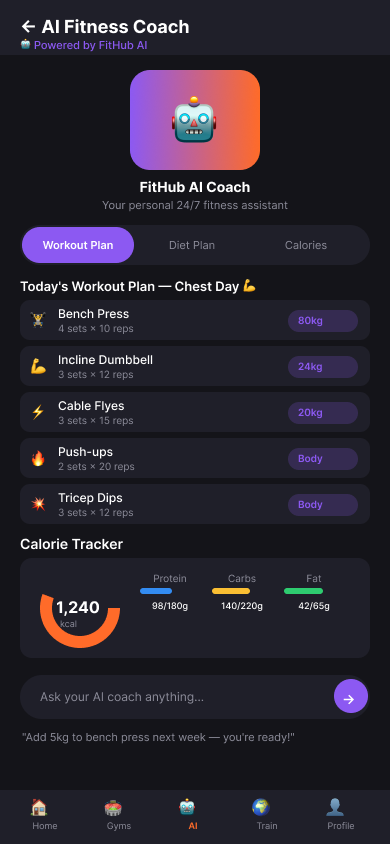 ← AI Fitness Coach
🤖 Powered by FitHub AI
FitHub AI Coach
Your personal 24/7 fitness assistant
Workout Plan Diet Plan Calories
Today's Workout Plan — Chest Day 💪
Bench Press
4 sets × 10 reps
80kg
Incline Dumbbell
3 sets × 12 reps
24kg
Cable Flyes
3 sets × 15 reps
20kg
Push-ups
2 sets × 20 reps
Body
Tricep Dips
3 sets × 12 reps
Body
Calorie Tracker
1,240
kcal
Protein Carbs Fat
98/180g 140/220g 42/65g
Ask your AI coach anything...
→
"Add 5kg to bench press next week — you're ready!"
Home Gyms AI Train Profile